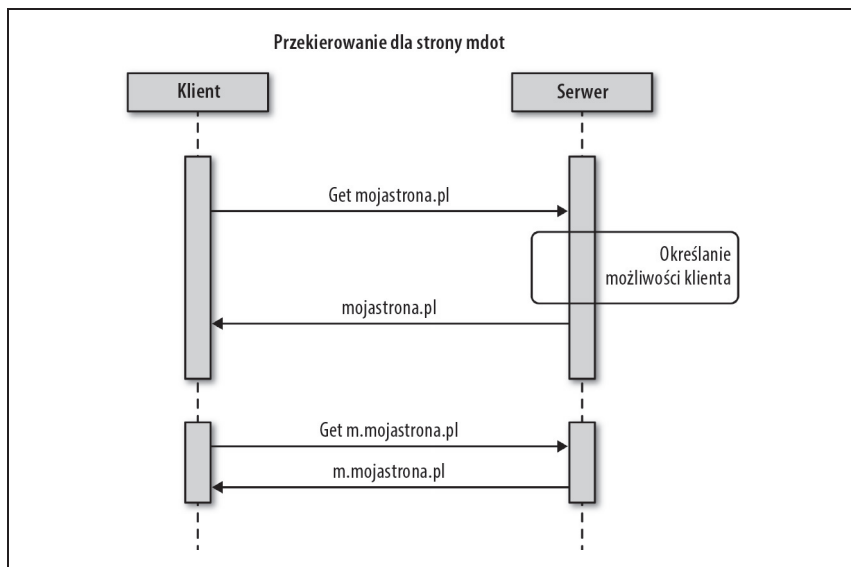 Przekierowanie dla strony mdot
Klient
Serwer
Get mojastrona.pl
Określanie
możliwości klienta
mojastrona.pl
Get m.mojastrona.pl
m.mojastrona.pl